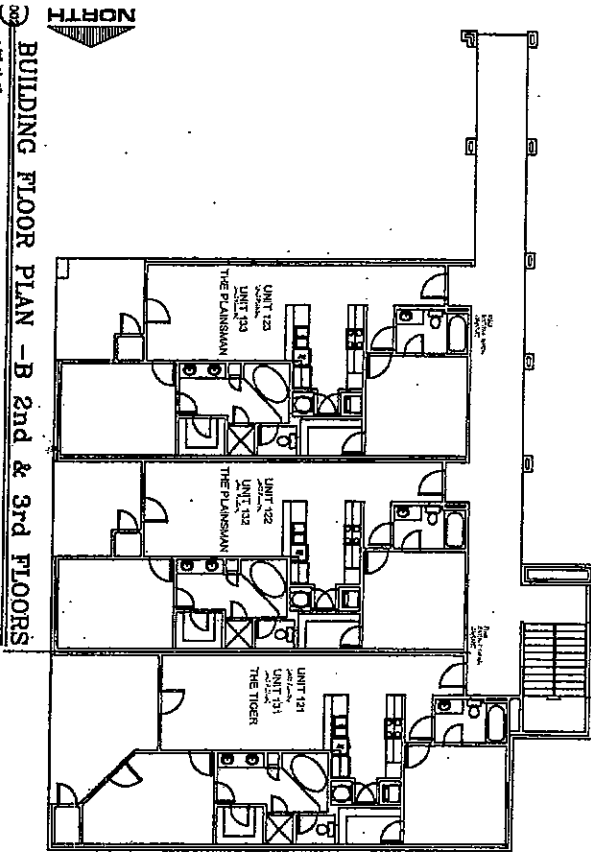 NORTH
002
BUILDING FLOOR PLAN -B 2nd & 3rd FLOORS
UNIT 123
UNIT 133
THE PLAINSMAN
UNIT 122
UNIT 132
THE PLAINSMAN
UNIT 121
UNIT 131
THE TIGER